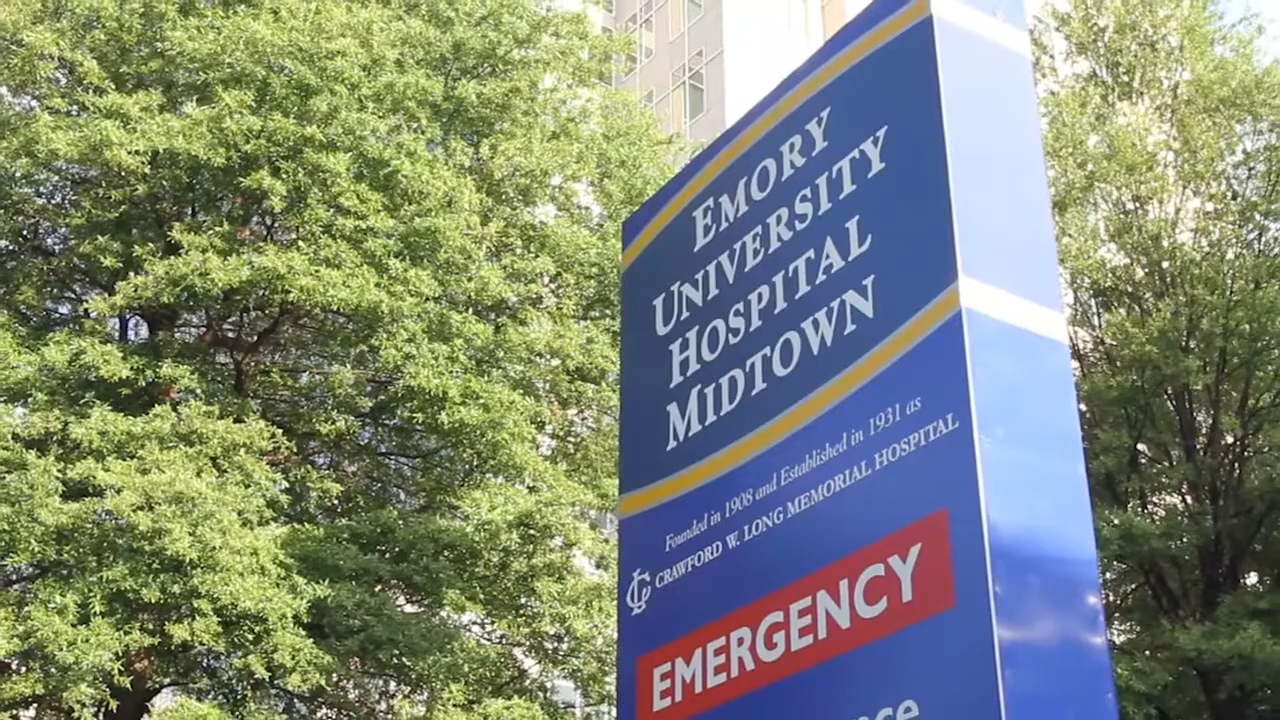 EMORY
UNIVERSITY
HOSPITAL
MIDTOWN
Founded in 1908 and Established in 1931 as
CRAWFORD W. LONG MEMORIAL HOSPITAL
EMERGENCY